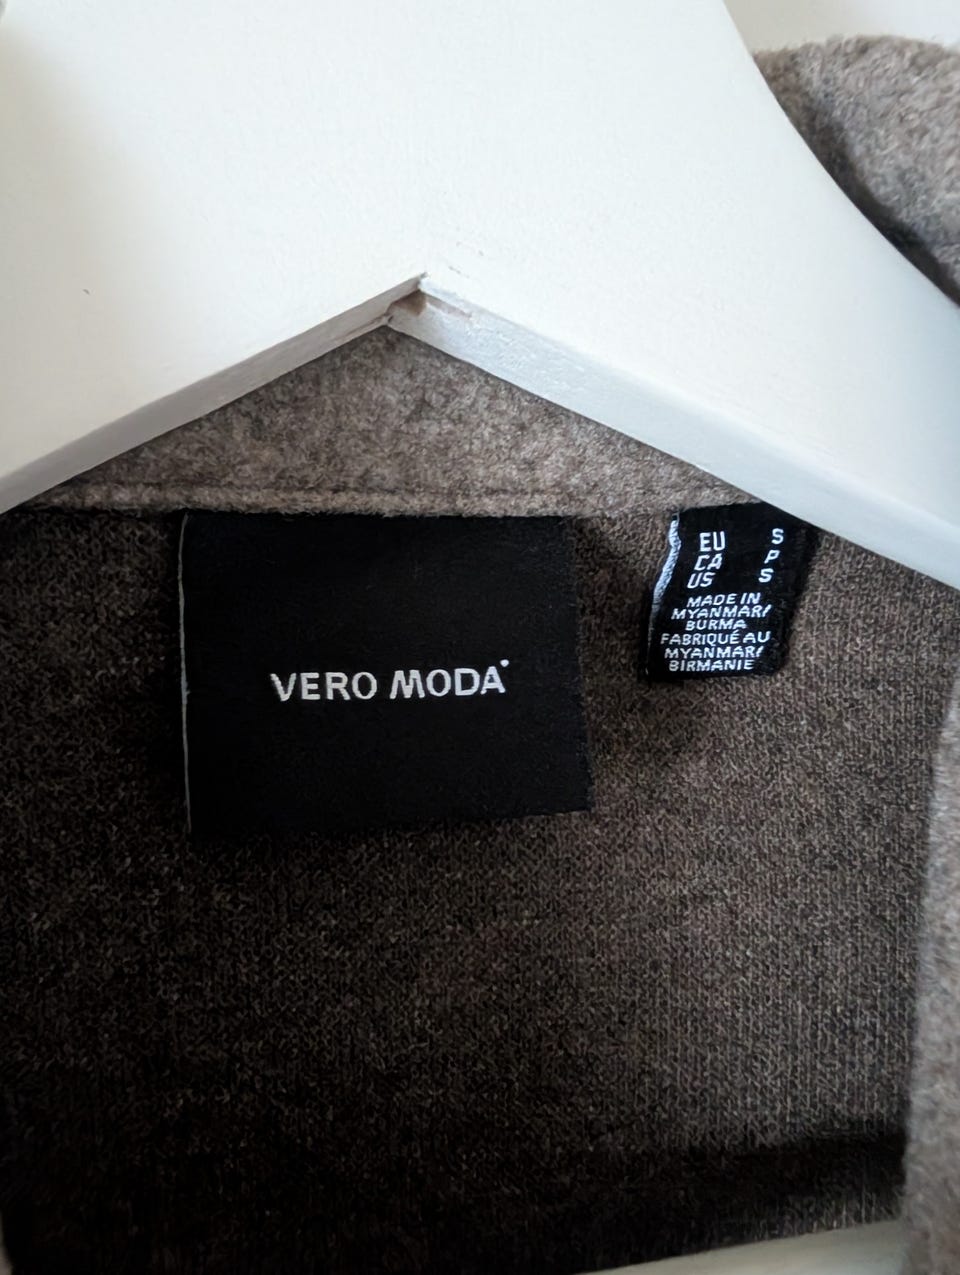 VERO MODA
EU S
CA P
US S
MADE IN
MYANMAR/
BURMA
FABRIQUÉ AU
MYANMAR/
BIRMANIE